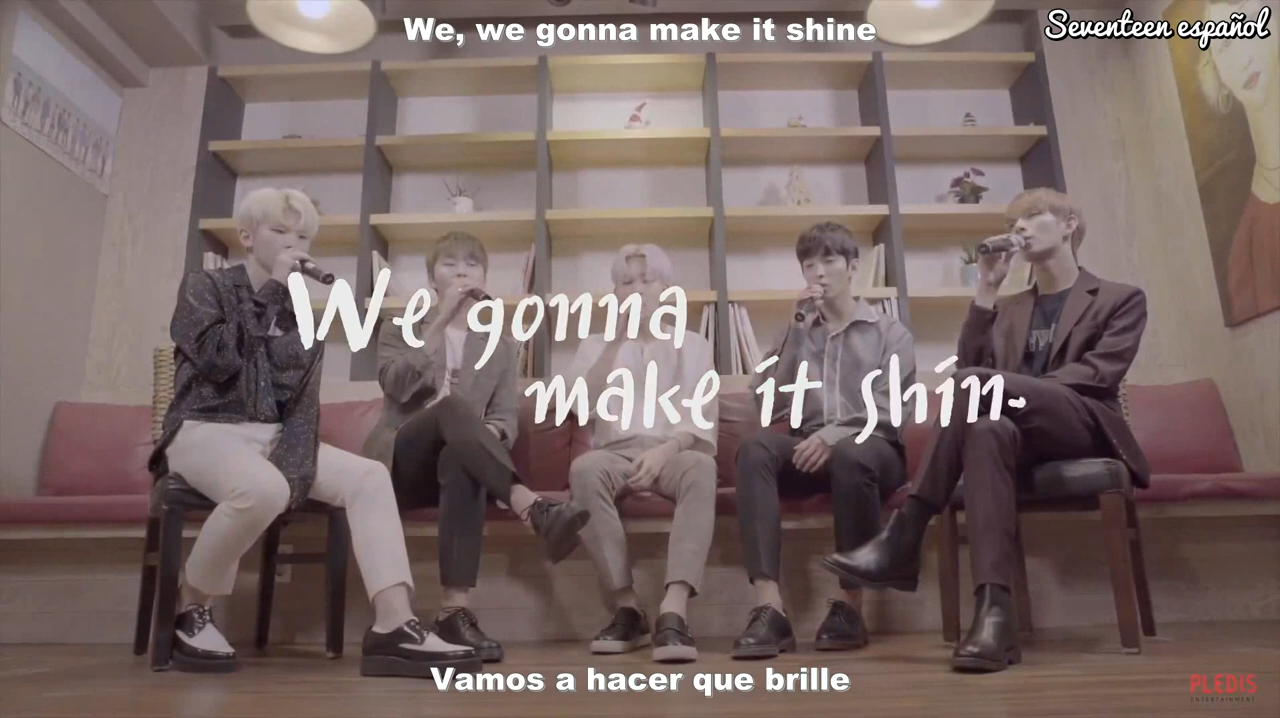 We, we gonna make it shine
Seventeen español
We gonna
make it shin
Vamos a hacer que brille
PLEDIS
ENTERTAINMENT